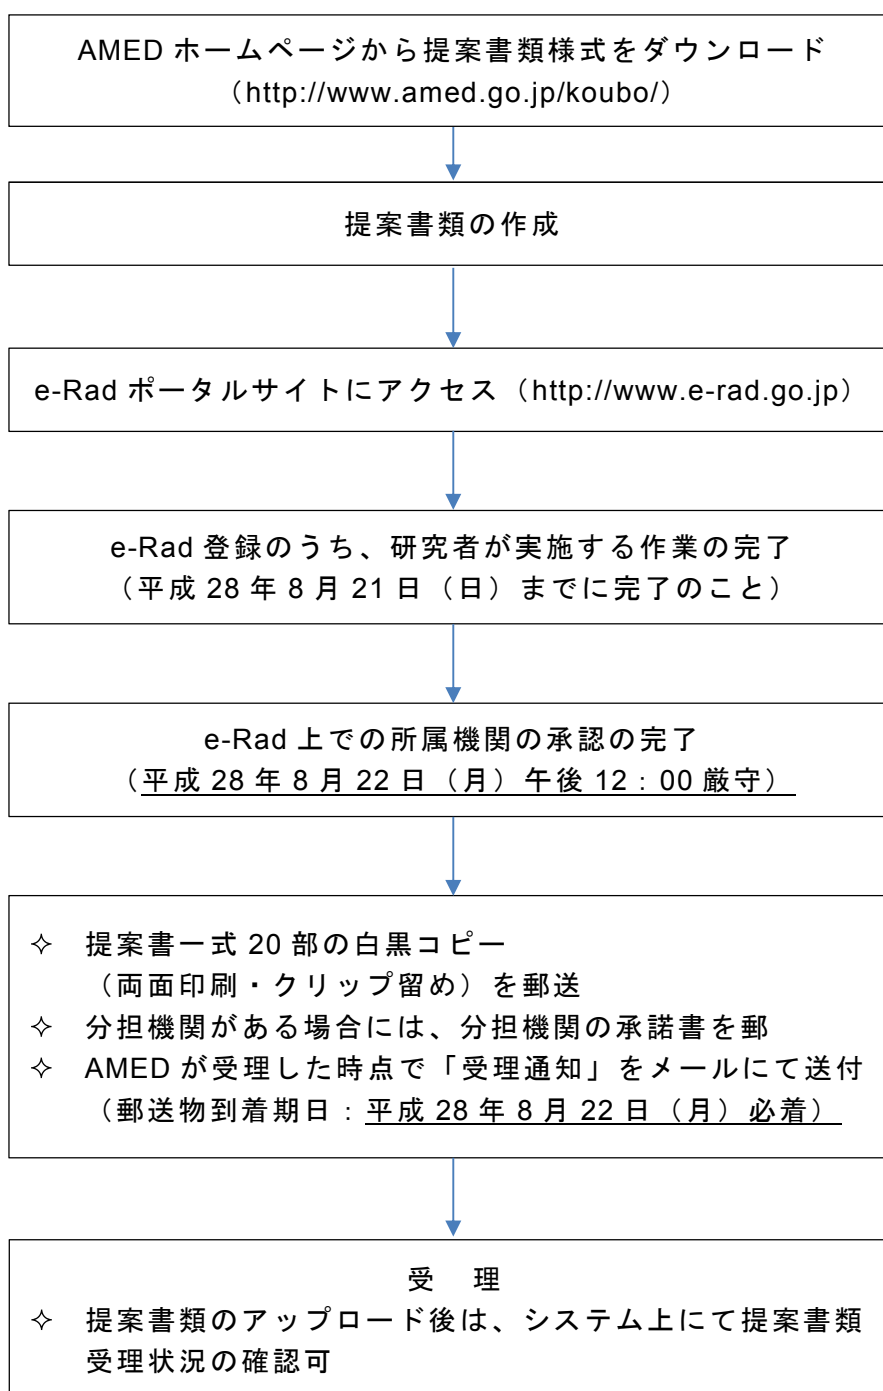 AMED ホームページから提案書類様式をダウンロード
（http://www.amed.go.jp/koubo/）
提案書類の作成
e-Rad ポータルサイトにアクセス（http://www.e-rad.go.jp）
e-Rad 登録のうち、研究者が実施する作業の完了
（平成 28 年 8 月 21 日（日）までに完了のこと）
e-Rad 上での所属機関の承認の完了
（平成 28 年 8 月 22 日（月）午後 12：00 厳守）
✧ 提案書一式 20 部の白黒コピー
（両面印刷・クリップ留め）を郵送
✧ 分担機関がある場合には、分担機関の承諾書を郵
✧ AMED が受理した時点で「受理通知」をメールにて送付
（郵送物到着期日：平成 28 年 8 月 22 日（月）必着）
受 理
✧ 提案書類のアップロード後は、システム上にて提案書類
受理状況の確認可